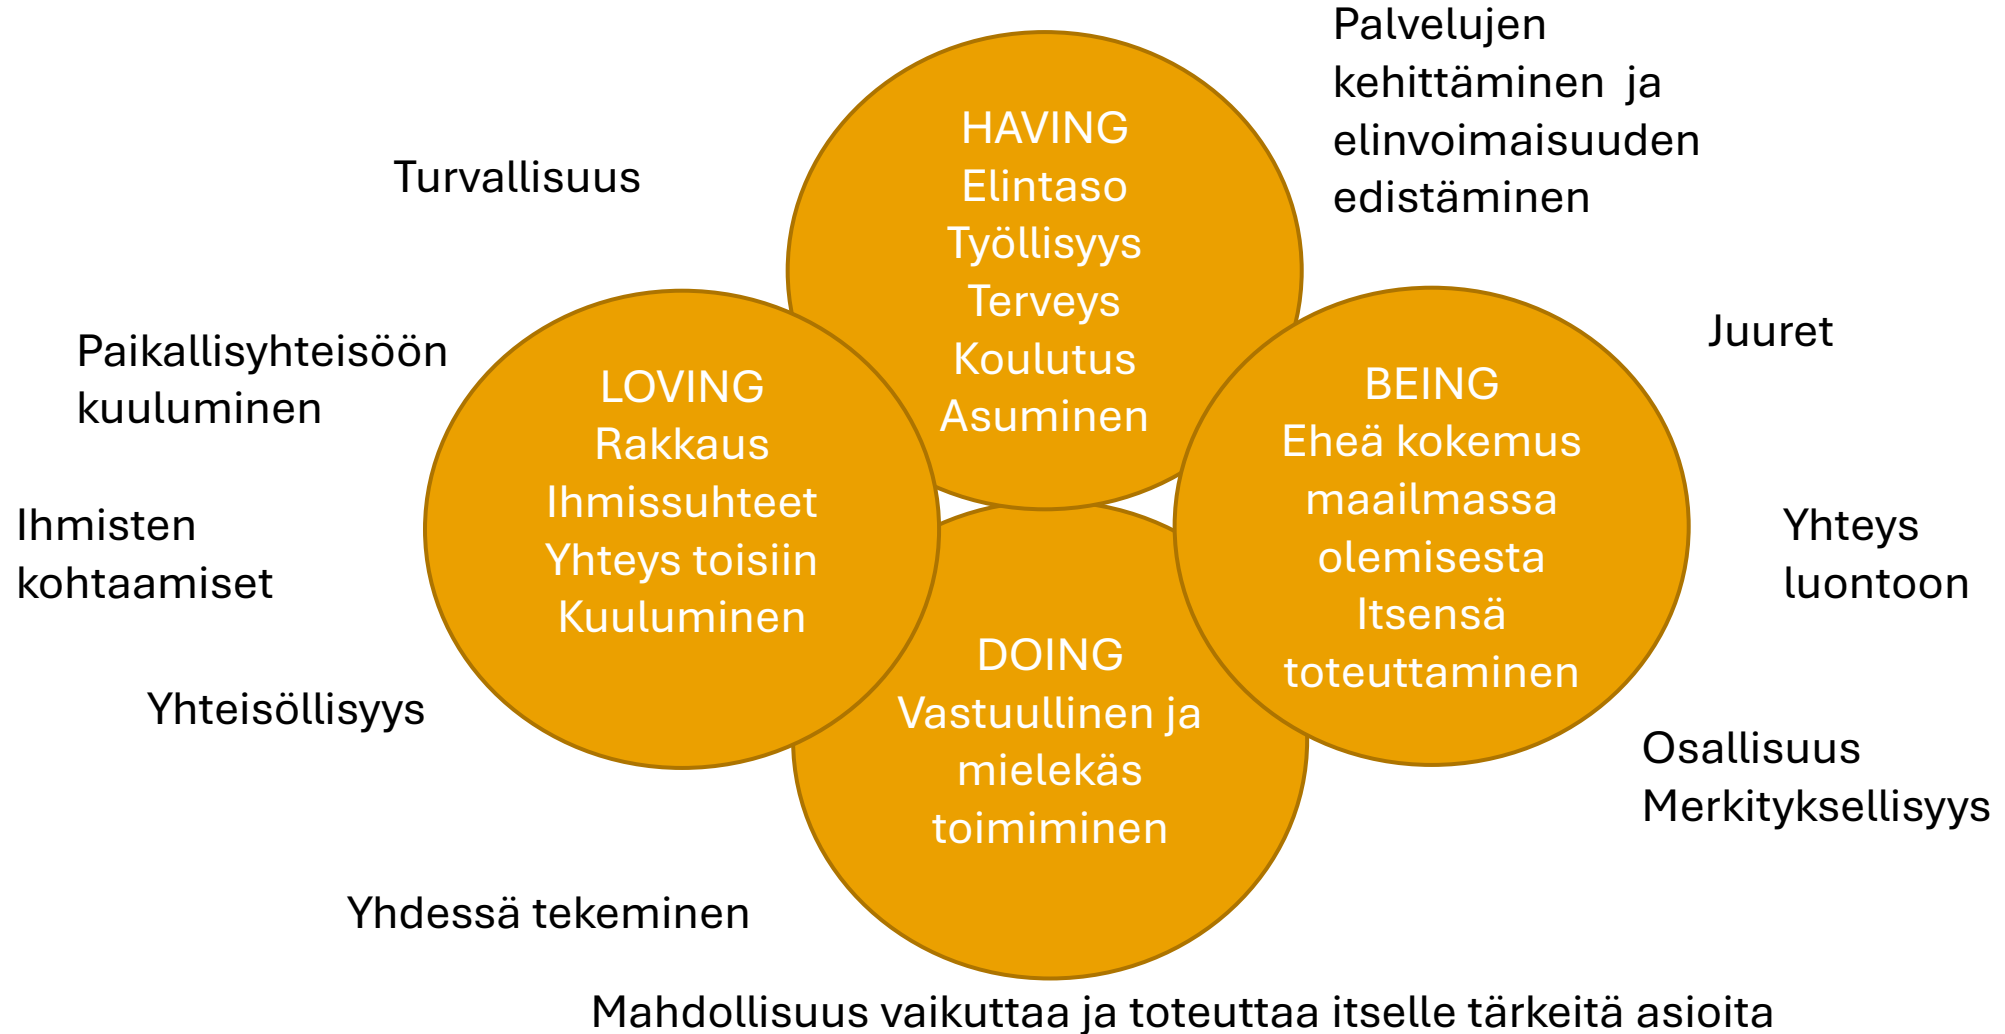 Palvelujen
kehittäminen ja
elinvoimaisuuden
edistäminen
HAVING
Elintaso
Työllisyys
Terveys
Koulutus
Asuminen
Turvallisuus
Paikallisyhteisöön
kuuluminen
LOVING
Rakkaus
Ihmissuhteet
Yhteys toisiin
Kuuluminen
BEING
Eheä kokemus
maailmassa
olemisesta
Itsensä
toteuttaminen
Juuret
Ihmisten
kohtaamiset
Yhteys
luontoon
Yhteisöllisyys
DOING
Vastuullinen ja
mielekäs
toimiminen
Osallisuus
Merkityksellisyys
Yhdessä tekeminen
Mahdollisuus vaikuttaa ja toteuttaa itselle tärkeitä asioita